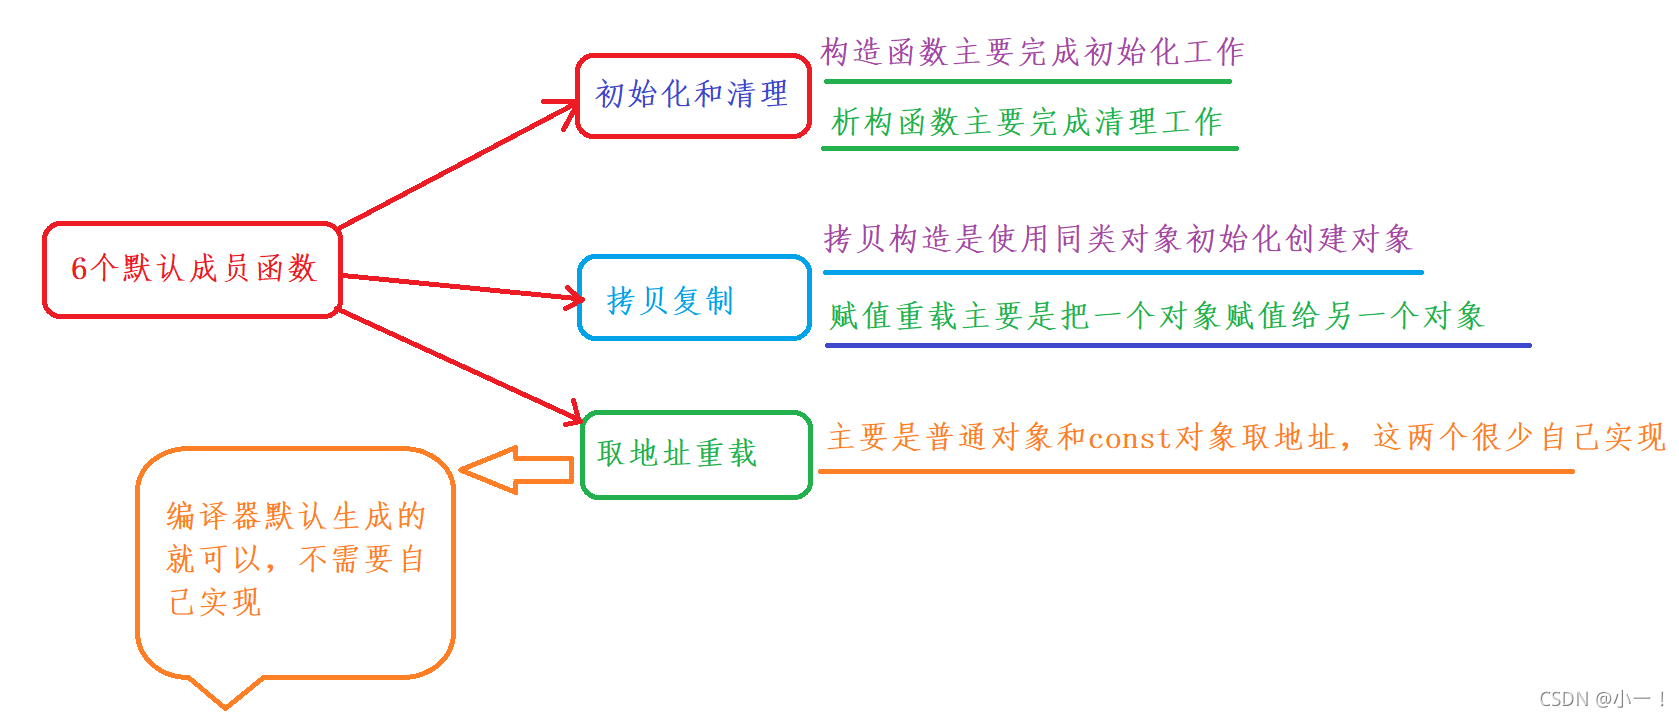 构造函数主要完成初始化工作
初始化和清理
析构函数主要完成清理工作
6个默认成员函数
拷贝构造是使用同类对象初始化创建对象
拷贝复制
赋值重载主要是把一个对象赋值给另一个对象
取地址重载
主要是普通对象和const对象取地址，这两个很少自己实现
编译器默认生成的
就可以，不需要自
己实现
CSDN @小一！